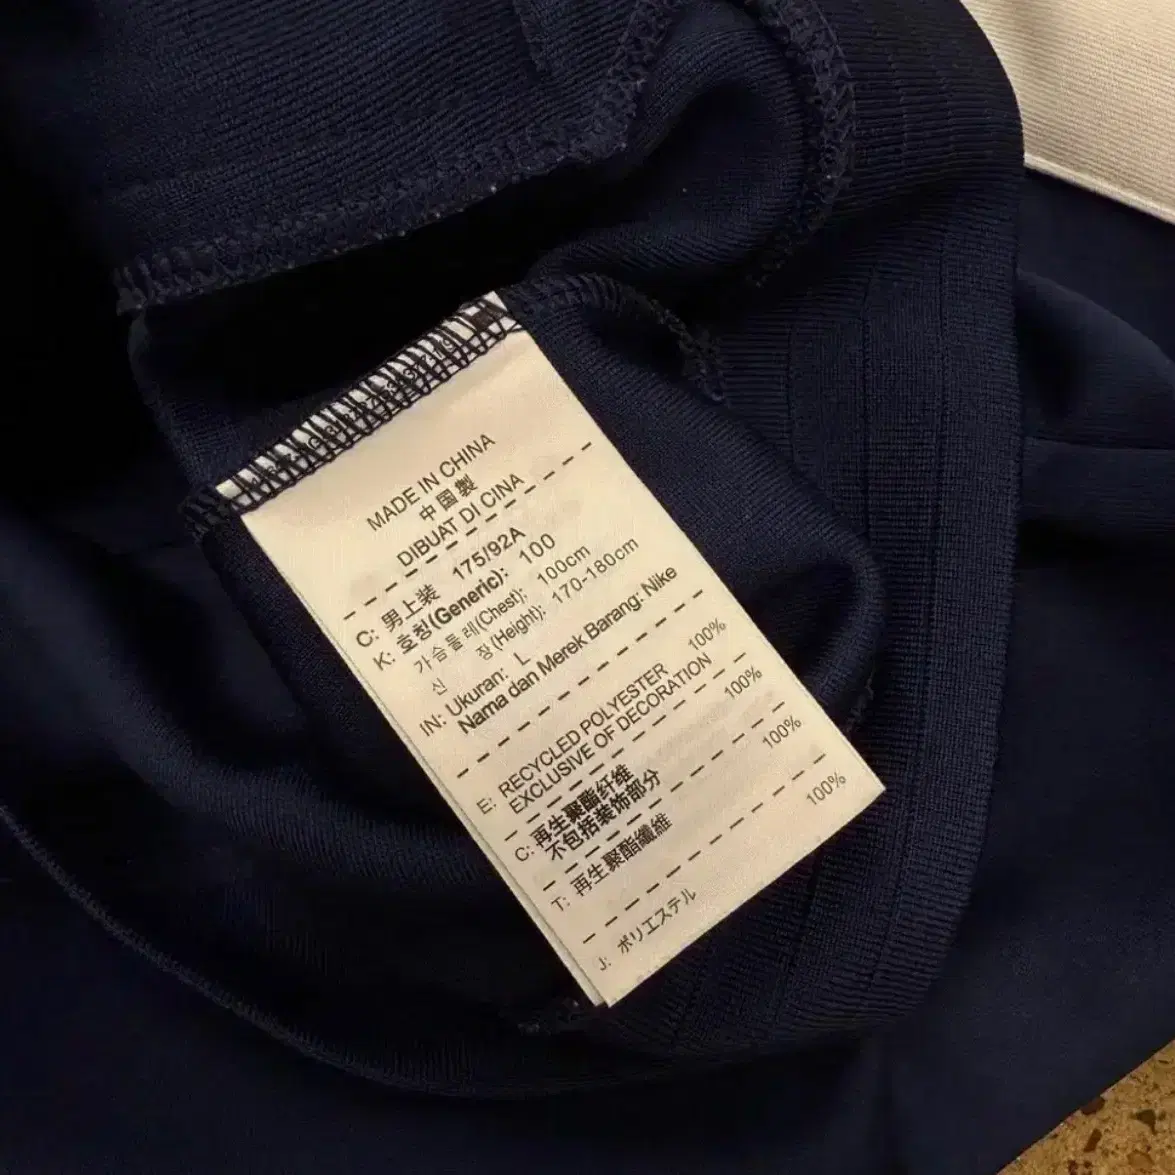 MADE IN CHINA
中国製
DIBUAT DI CINA
C: 男上装 175/92A
K: 호칭(Generic): 100
가슴둘레(Chest): 100cm
신 장(Height): 170-180cm
IN: Ukuran: L
Nama dan Merek Barang: Nike
E: RECYCLED POLYESTER 100%
EXCLUSIVE OF DECORATION
C: 再生聚酯纤维 100%
不包括装饰部分
T: 再生聚酯纖維 100%
J: ポリエステル 100%